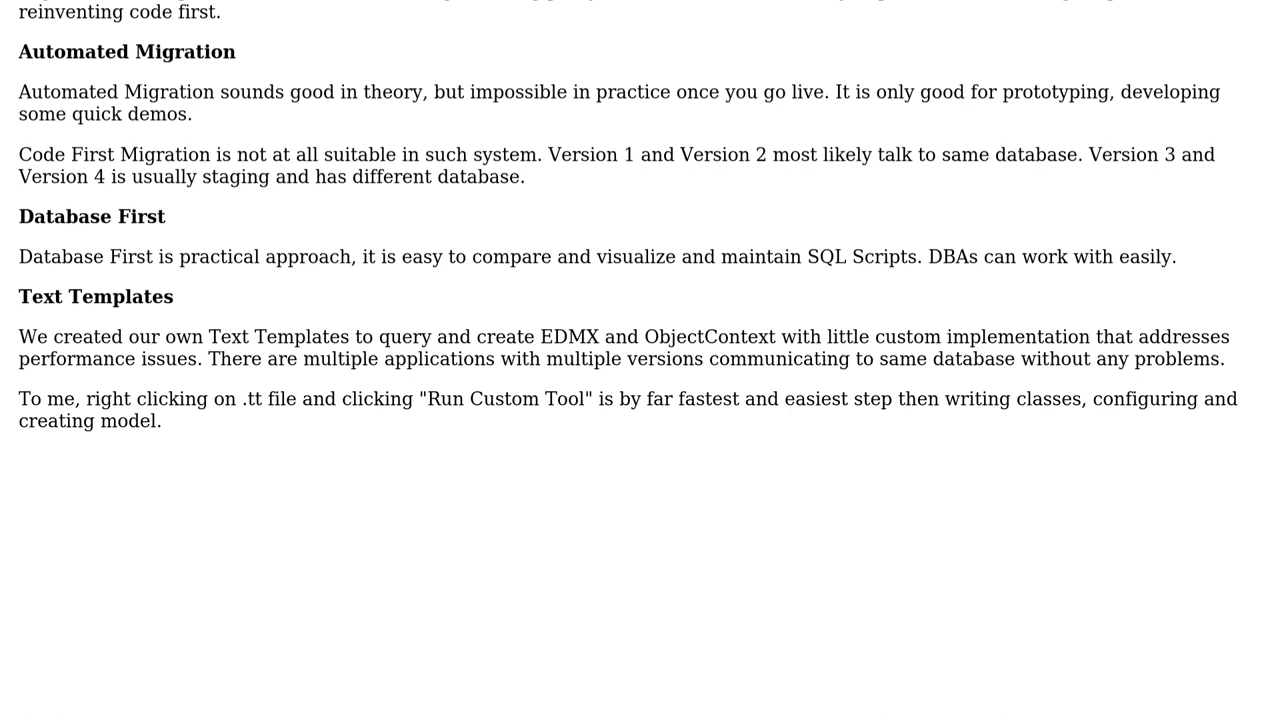 reinventing code first.
Automated Migration
Automated Migration sounds good in theory, but impossible in practice once you go live. It is only good for prototyping, developing
some quick demos.
Code First Migration is not at all suitable in such system. Version 1 and Version 2 most likely talk to same database. Version 3 and
Version 4 is usually staging and has different database.
Database First
Database First is practical approach, it is easy to compare and visualize and maintain SQL Scripts. DBAs can work with easily.
Text Templates
We created our own Text Templates to query and create EDMX and ObjectContext with little custom implementation that addresses
performance issues. There are multiple applications with multiple versions communicating to same database without any problems.
To me, right clicking on .tt file and clicking "Run Custom Tool" is by far fastest and easiest step then writing classes, configuring and
creating model.